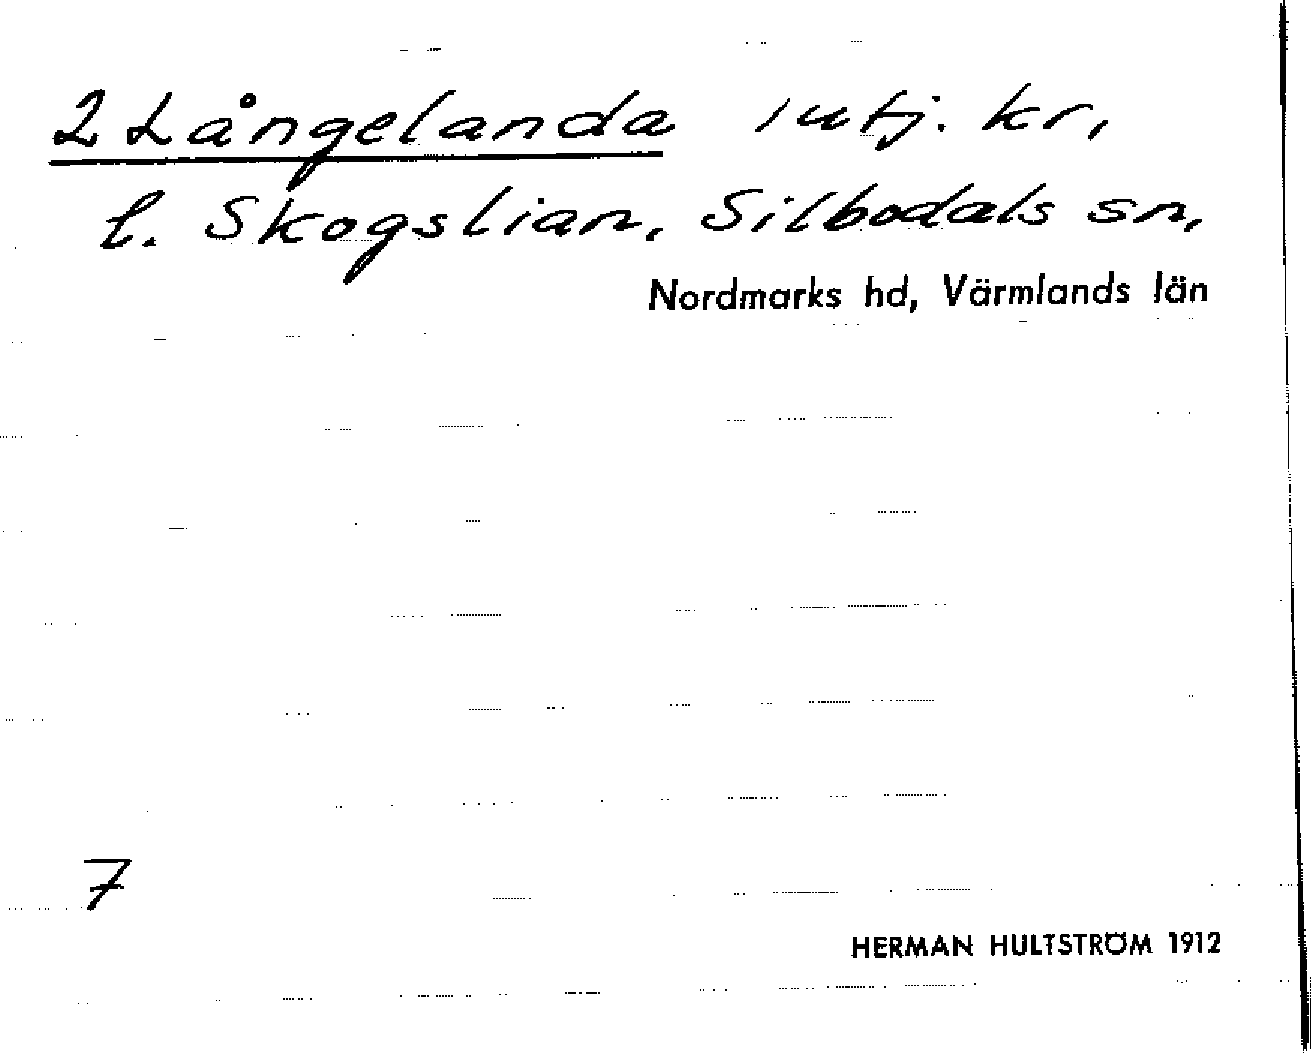 2 Långelanda 1 utj. kr,
l. Skogslian, Silbodals sn,
Nordmarks hd, Värmlands län
7
HERMAN HULTSTRÖM 1912